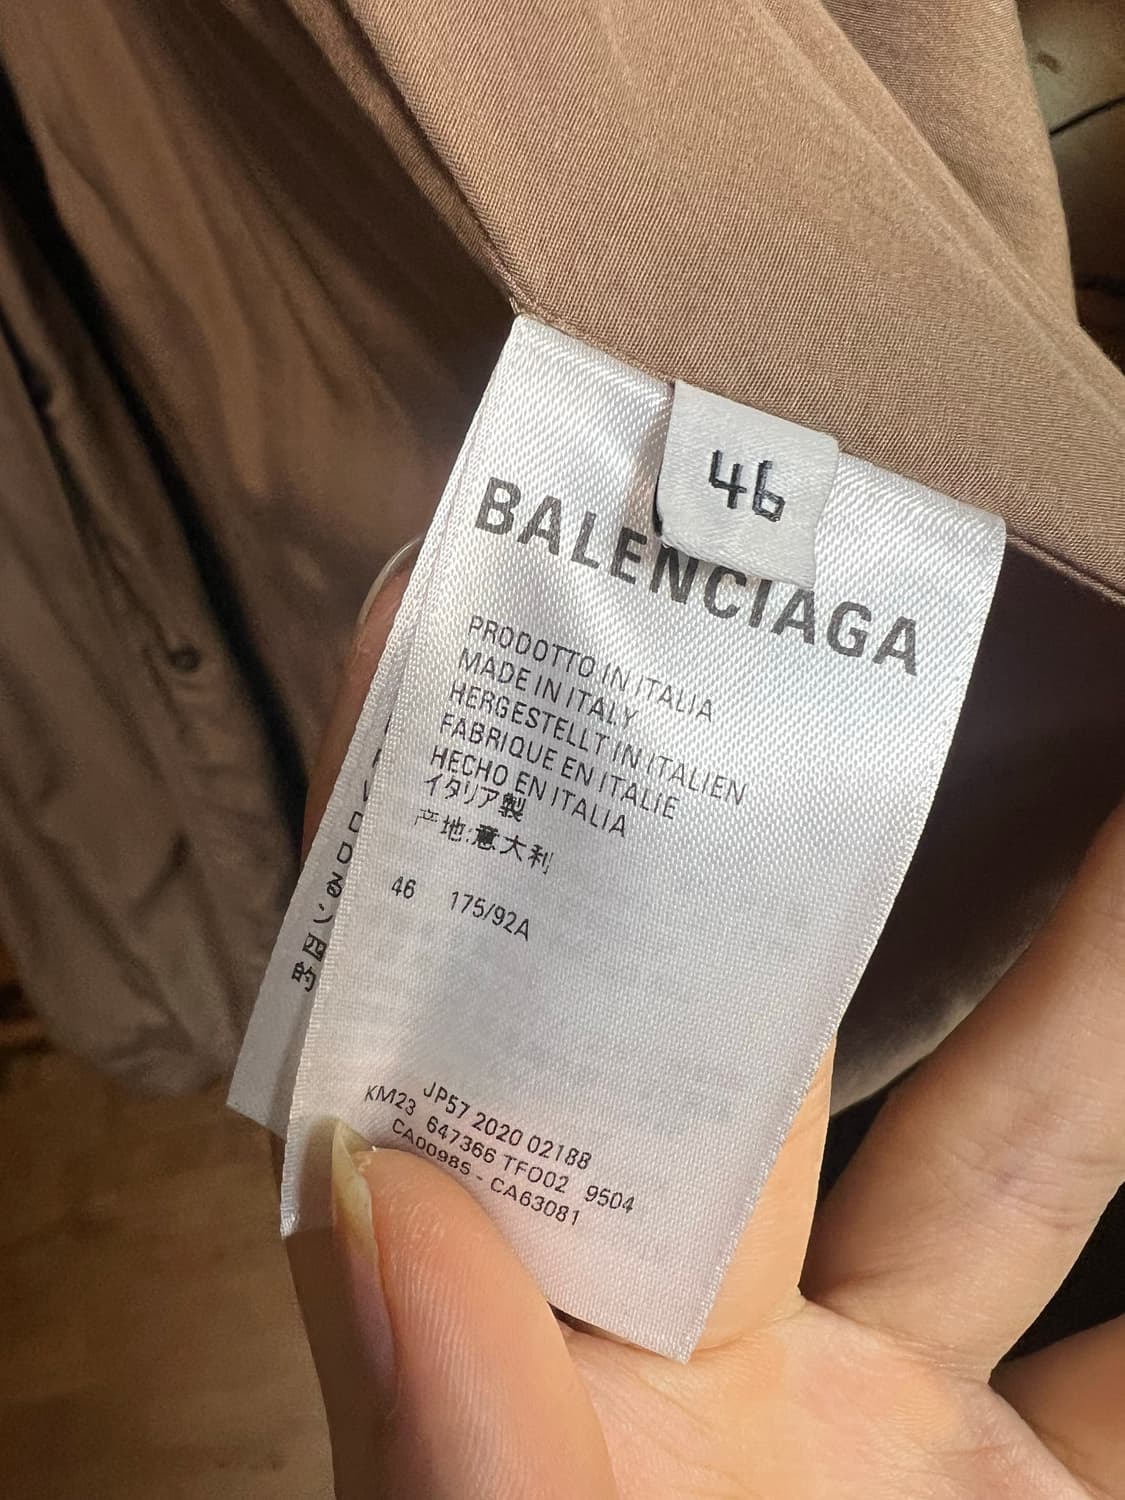 46
BALENCIAGA
PRODOTTO IN ITALIA
MADE IN ITALY
HERGESTELLT IN ITALIEN
FABRIQUE EN ITALIE
HECHO EN ITALIA
イタリア製
产地:意大利
46 175/92A
JP57 2020 02188
KM23 647366 TFO02 9504
CA00985 - CA63081